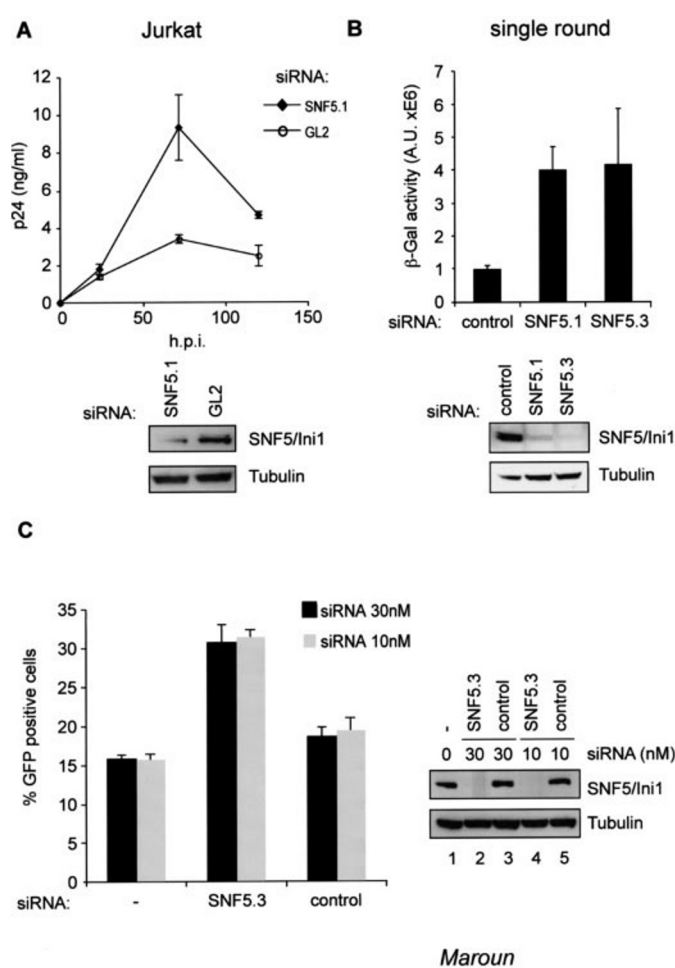 A
Jurkat
siRNA:
SNF5.1
GL2
p24 (ng/ml)
12
10
8
6
4
2
0
0 50 100 150
h.p.i.
siRNA:
SNF5.1
GL2
SNF5/Ini1
Tubulin
B
single round
β-Gal activity (A.U. xE6)
7
6
5
4
3
2
1
0
siRNA: control SNF5.1 SNF5.3
siRNA:
control
SNF5.1
SNF5.3
SNF5/Ini1
Tubulin
C
% GFP positive cells
35
30
25
20
15
10
5
0
siRNA 30nM
siRNA 10nM
siRNA: - SNF5.3 control
- SNF5.3 control SNF5.3 control
0 30 30 10 10 siRNA (nM)
SNF5/Ini1
Tubulin
1 2 3 4 5
Maroun